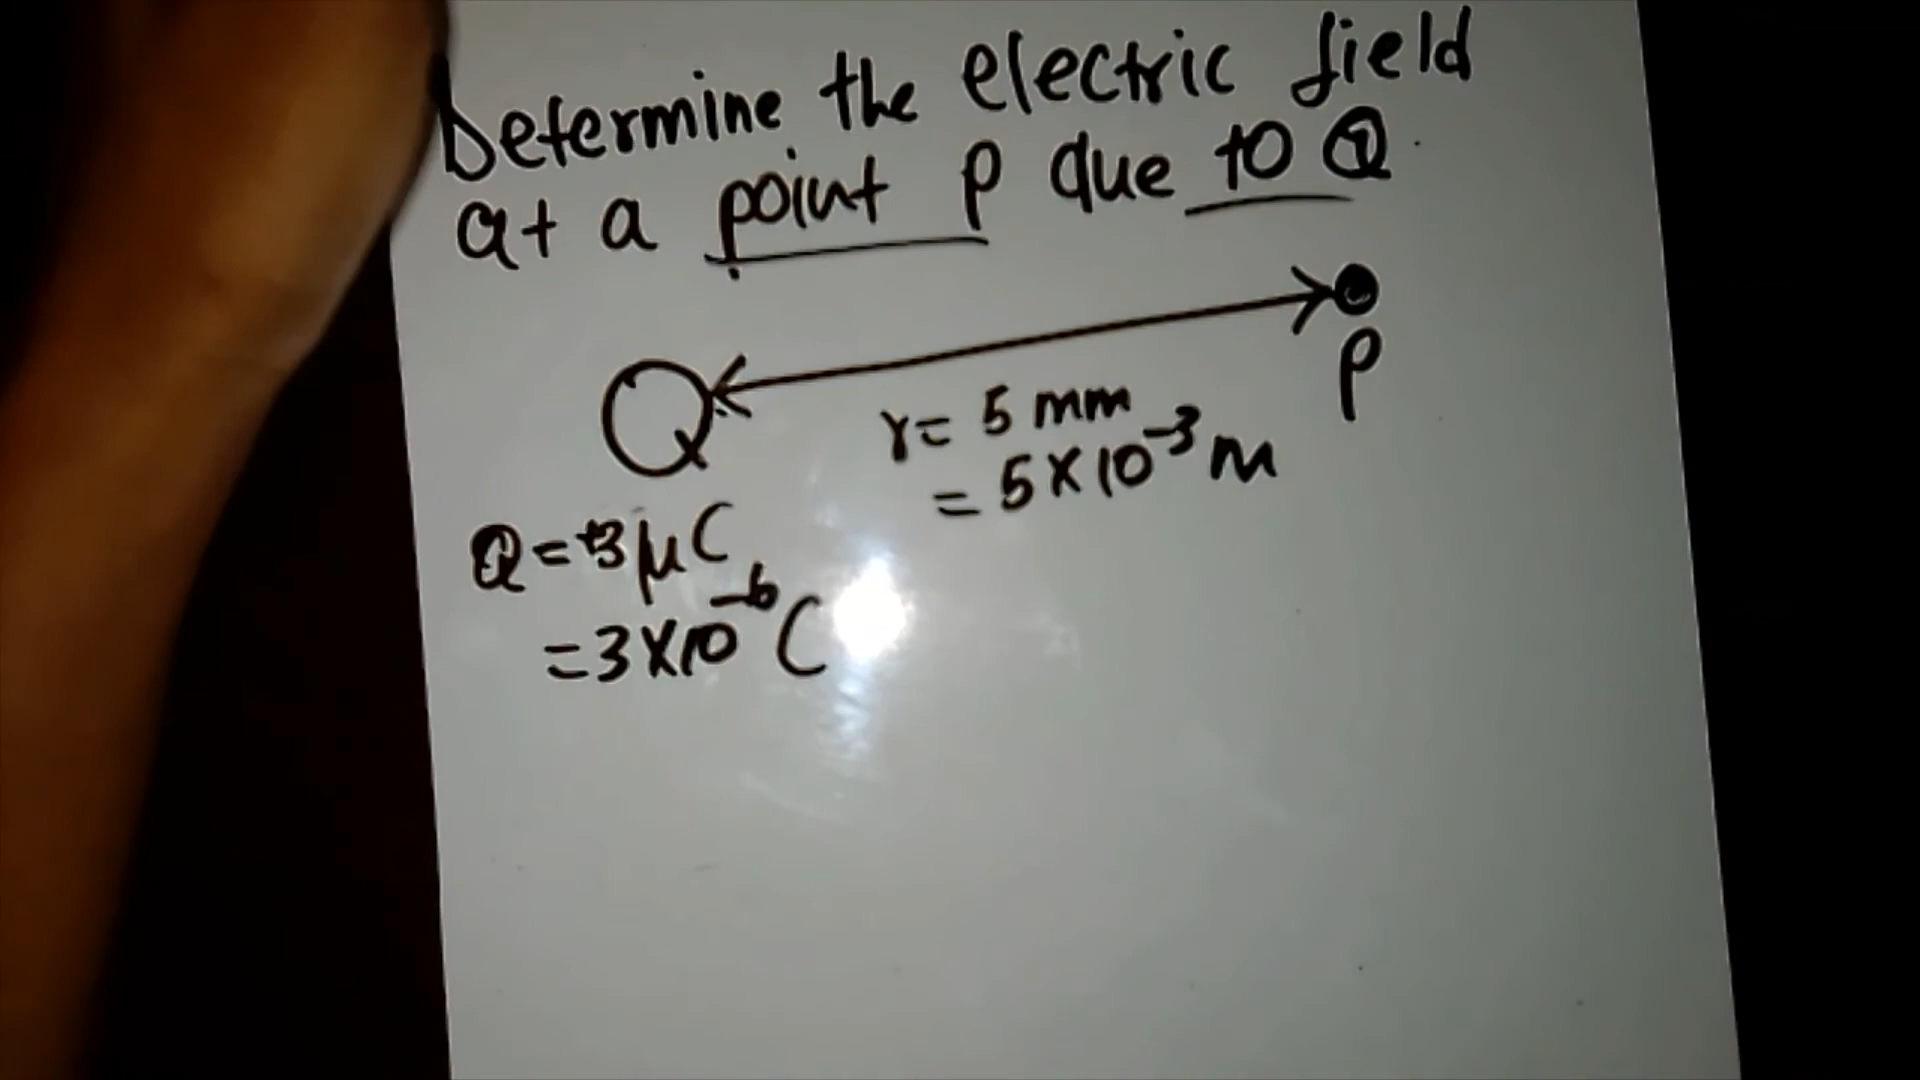 Determine the electric field
at a point P due to Q.
P
Q
r = 5 mm
= 5×10⁻³ m
Q = +3 μC
= 3×10⁻⁶ C